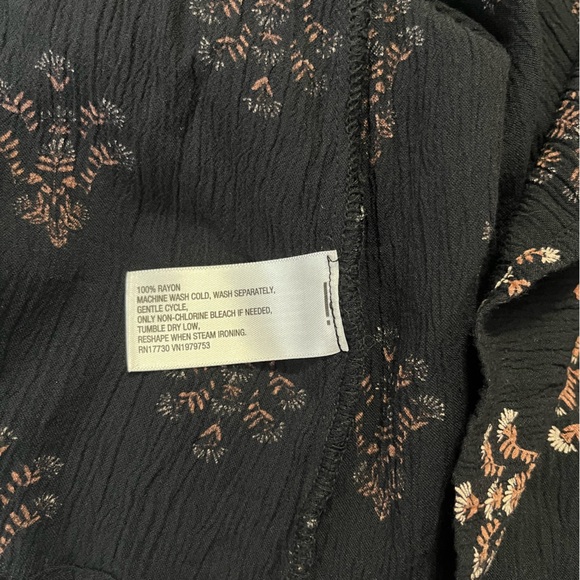 100% RAYON
MACHINE WASH COLD, WASH SEPARATELY,
GENTLE CYCLE,
ONLY NON-CHLORINE BLEACH IF NEEDED,
TUMBLE DRY LOW,
RESHAPE WHEN STEAM IRONING.
RN17730 VN1979753